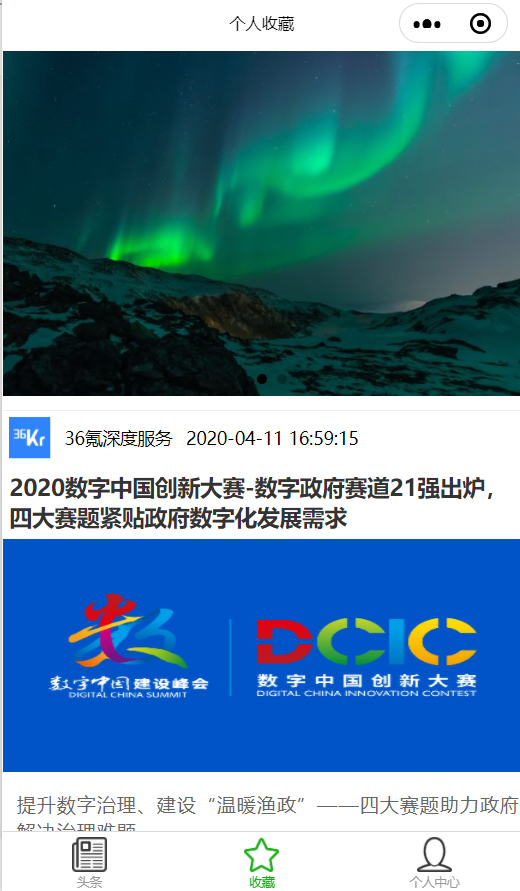 个人收藏
36Kr
36氪深度服务 2020-04-11 16:59:15
2020数字中国创新大赛-数字政府赛道21强出炉，
四大赛题紧贴政府数字化发展需求
数字中国建设峰会
DIGITAL CHINA SUMMIT
DCIC
数字中国创新大赛
DIGITAL CHINA INNOVATION CONTEST
提升数字治理、建设“温暖渔政”——四大赛题助力政府
解决治理难题
头条
收藏
个人中心